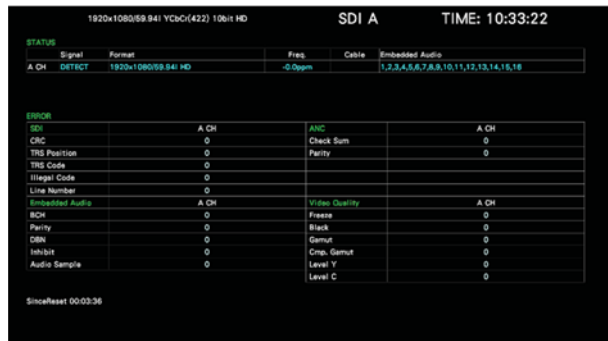 1920x1080/59.94I YCbCr(422) 10bit HD SDI A TIME: 10:33:22
STATUS
Signal Format Freq. Cable Embedded Audio
A CH DETECT 1920x1080/59.94I HD -0.0ppm 1,2,3,4,5,6,7,8,9,10,11,12,13,14,15,16
ERROR
SDI A CH ANC A CH
CRC 0 Check Sum 0
TRS Position 0 Parity 0
TRS Code 0
Illegal Code 0
Line Number 0
Embedded Audio A CH Video Quality A CH
BCH 0 Freeze 0
Parity 0 Black 0
DBN 0 Gamut 0
Inhibit 0 Cmp. Gamut 0
Audio Sample 0 Level Y 0
Level C 0
SinceReset 00:03:36